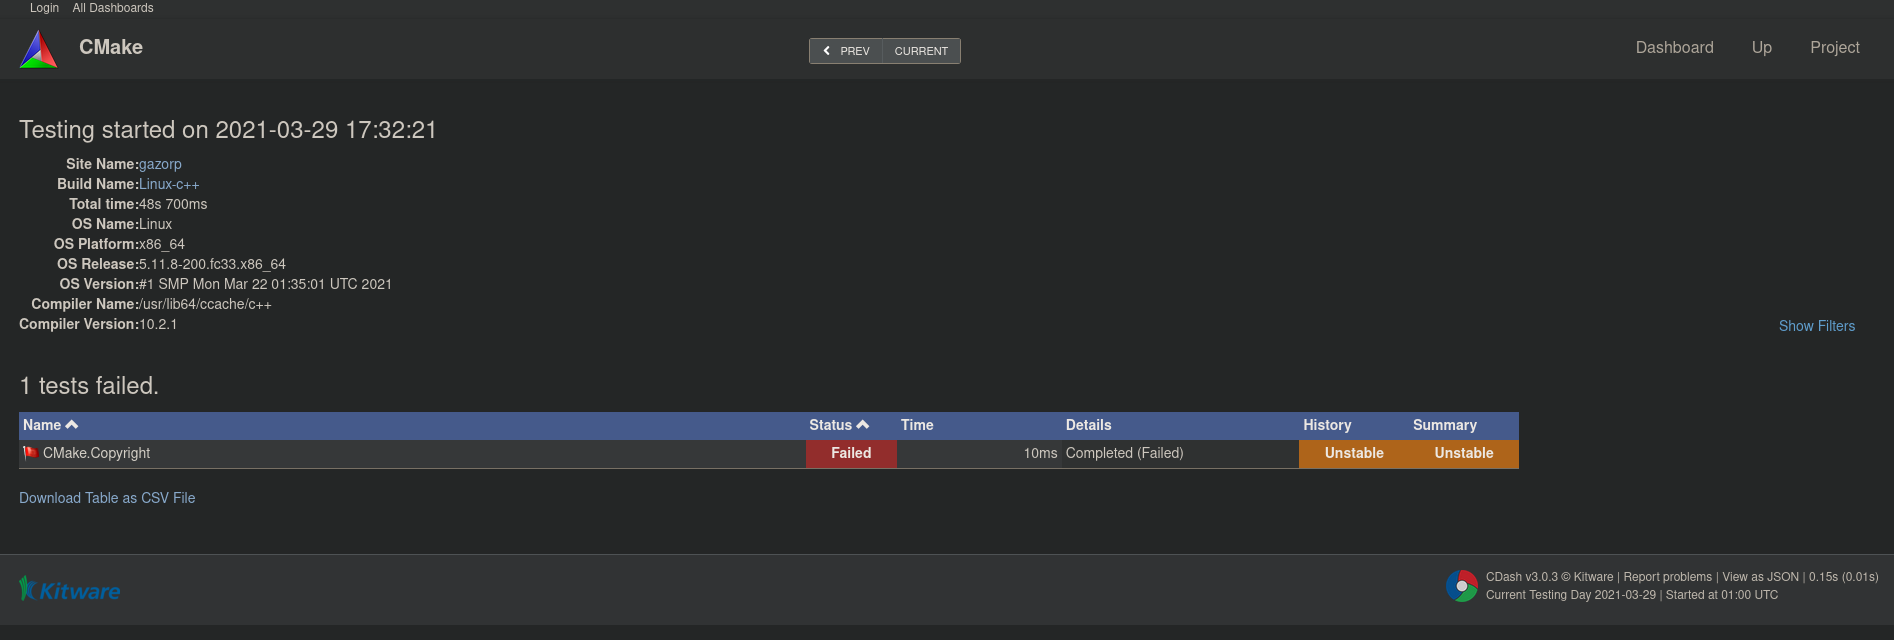 Login All Dashboards
CMake
PREV CURRENT
Dashboard Up Project
Testing started on 2021-03-29 17:32:21
Site Name:gazorp
Build Name:Linux-c++
Total time:48s 700ms
OS Name:Linux
OS Platform:x86_64
OS Release:5.11.8-200.fc33.x86_64
OS Version:#1 SMP Mon Mar 22 01:35:01 UTC 2021
Compiler Name:/usr/lib64/ccache/c++
Compiler Version:10.2.1
Show Filters
1 tests failed.
Name Status Time Details History Summary
CMake.Copyright Failed 10ms Completed (Failed) Unstable Unstable
Download Table as CSV File
Kitware
CDash v3.0.3 © Kitware | Report problems | View as JSON | 0.15s (0.01s)
Current Testing Day 2021-03-29 | Started at 01:00 UTC